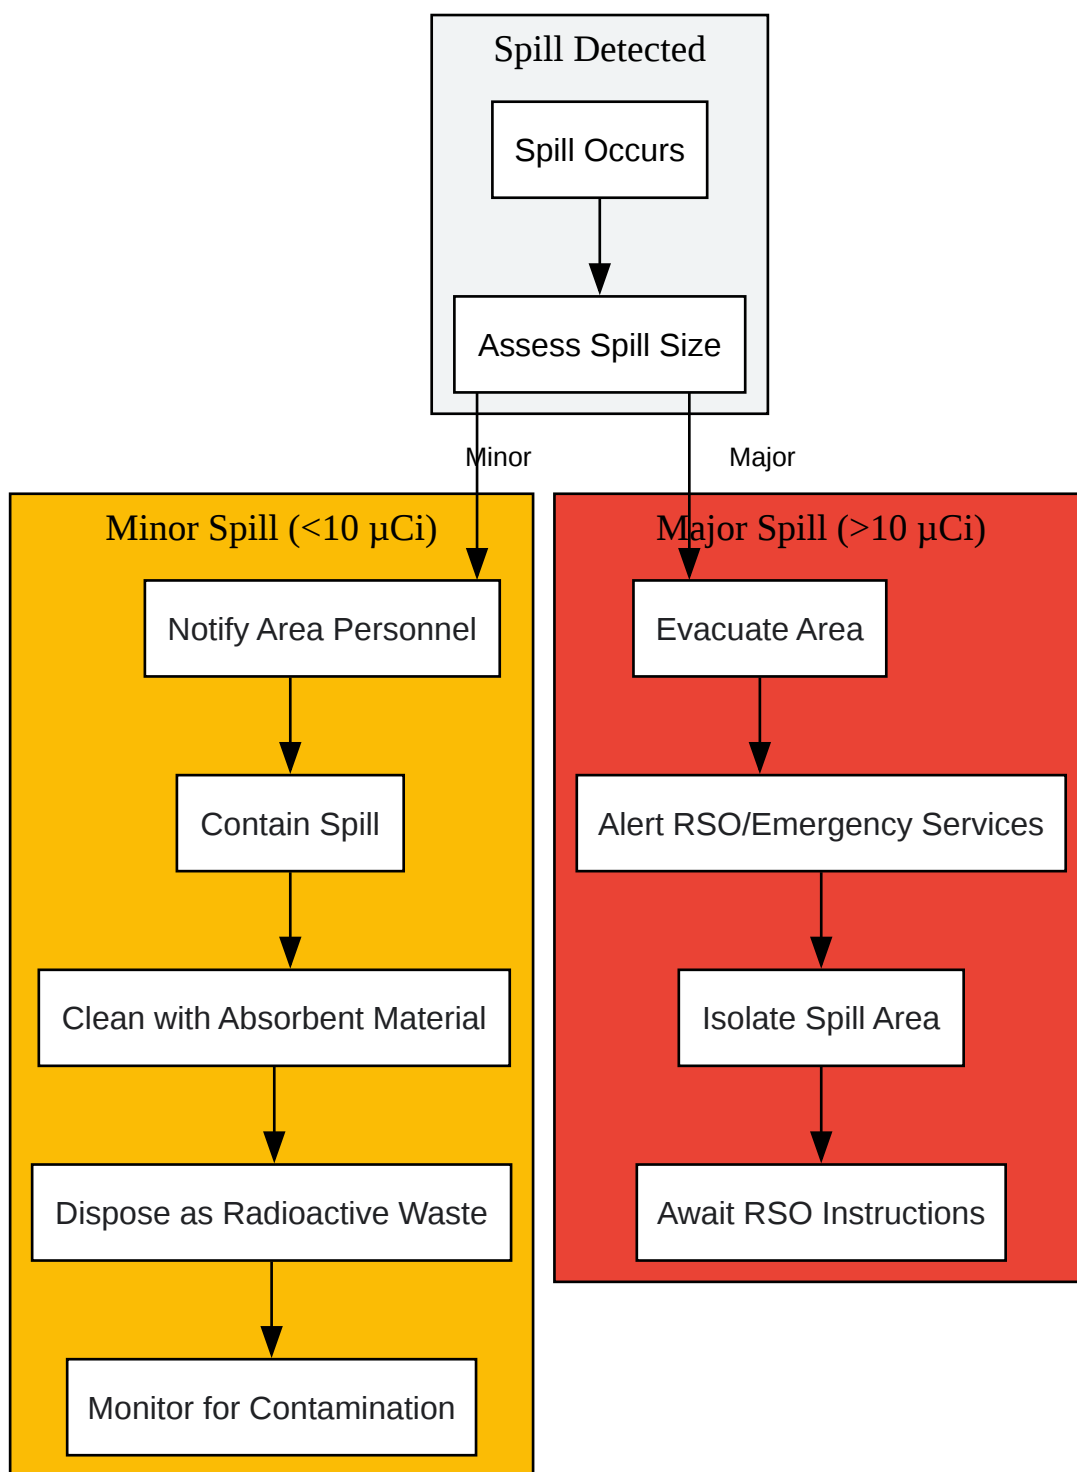 Spill Detected
Spill Occurs
Assess Spill Size
Minor
Major
Minor Spill (<10 µCi)
Notify Area Personnel
Contain Spill
Clean with Absorbent Material
Dispose as Radioactive Waste
Monitor for Contamination
Major Spill (>10 µCi)
Evacuate Area
Alert RSO/Emergency Services
Isolate Spill Area
Await RSO Instructions